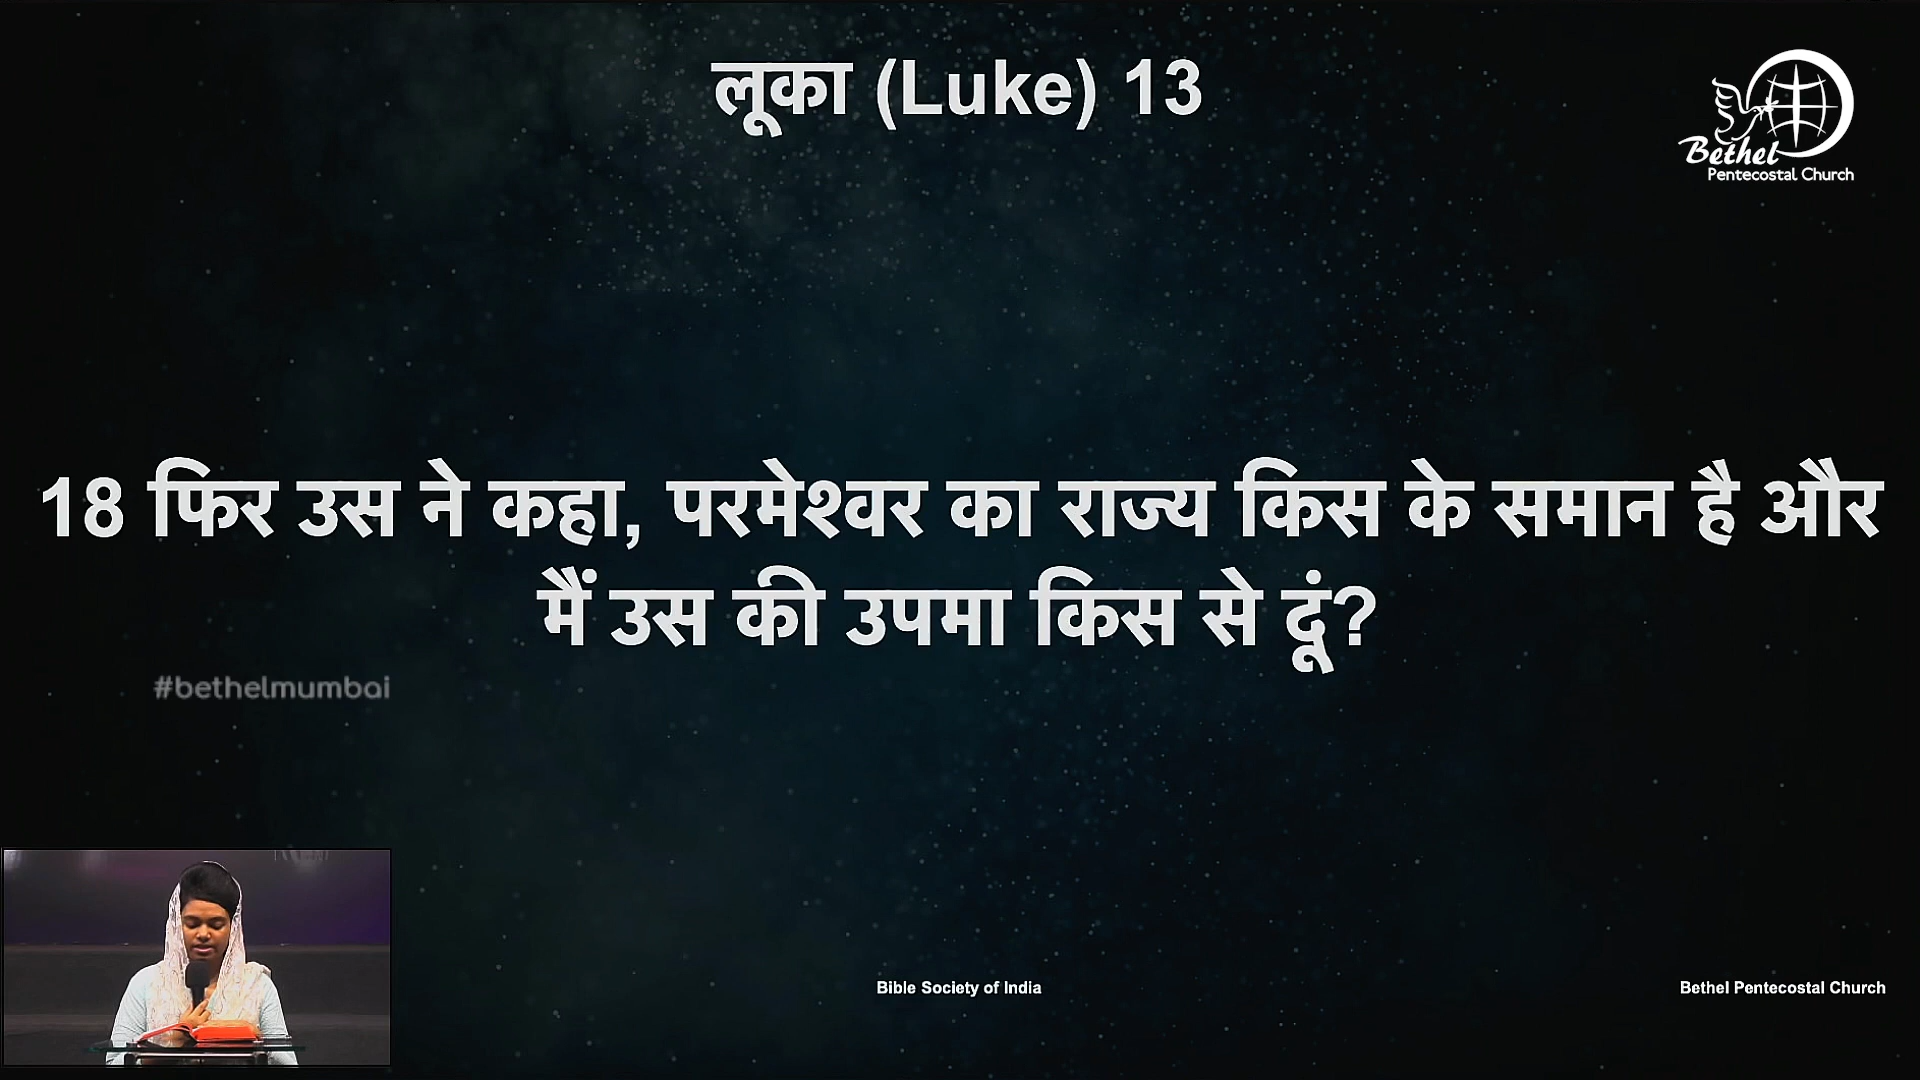 लूका (Luke) 13
Bethel
Pentecostal Church
18 फिर उस ने कहा, परमेश्वर का राज्य किस के समान है और
मैं उस की उपमा किस से दूं?
#bethelmumbai
Bible Society of India
Bethel Pentecostal Church